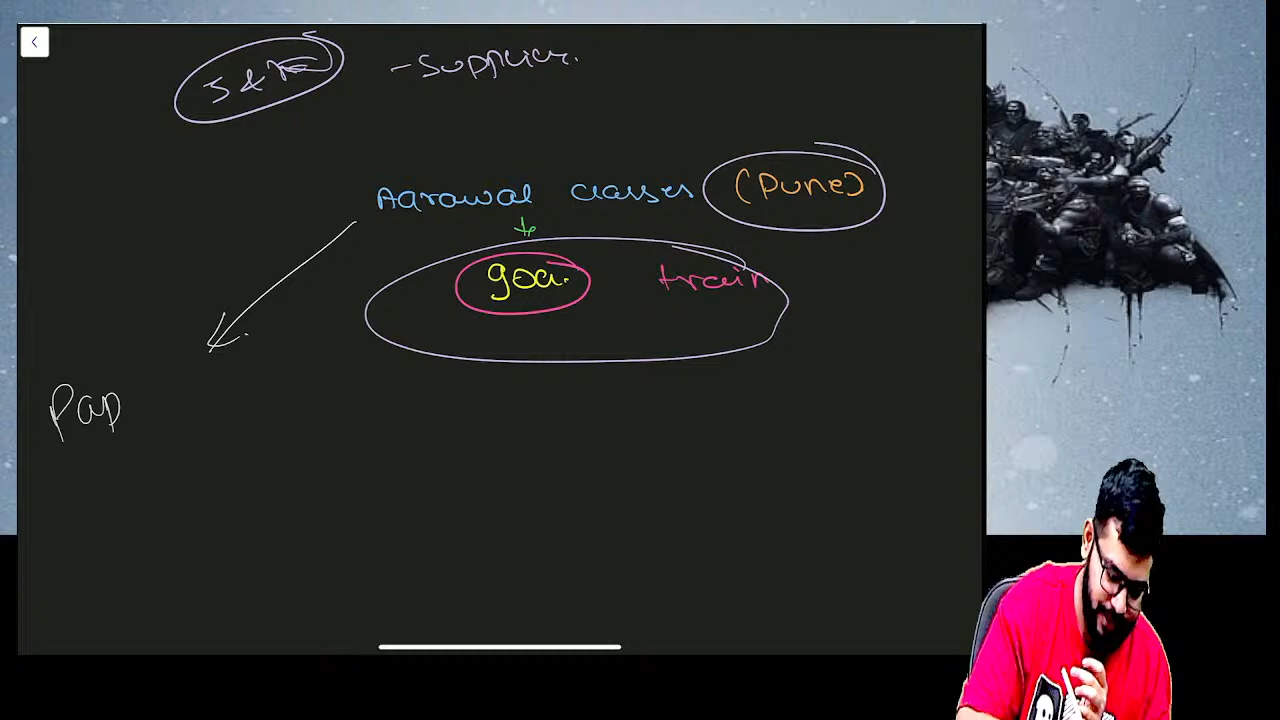 - Supplier.
Agrawal classes (Pune)
goa. train
Pap